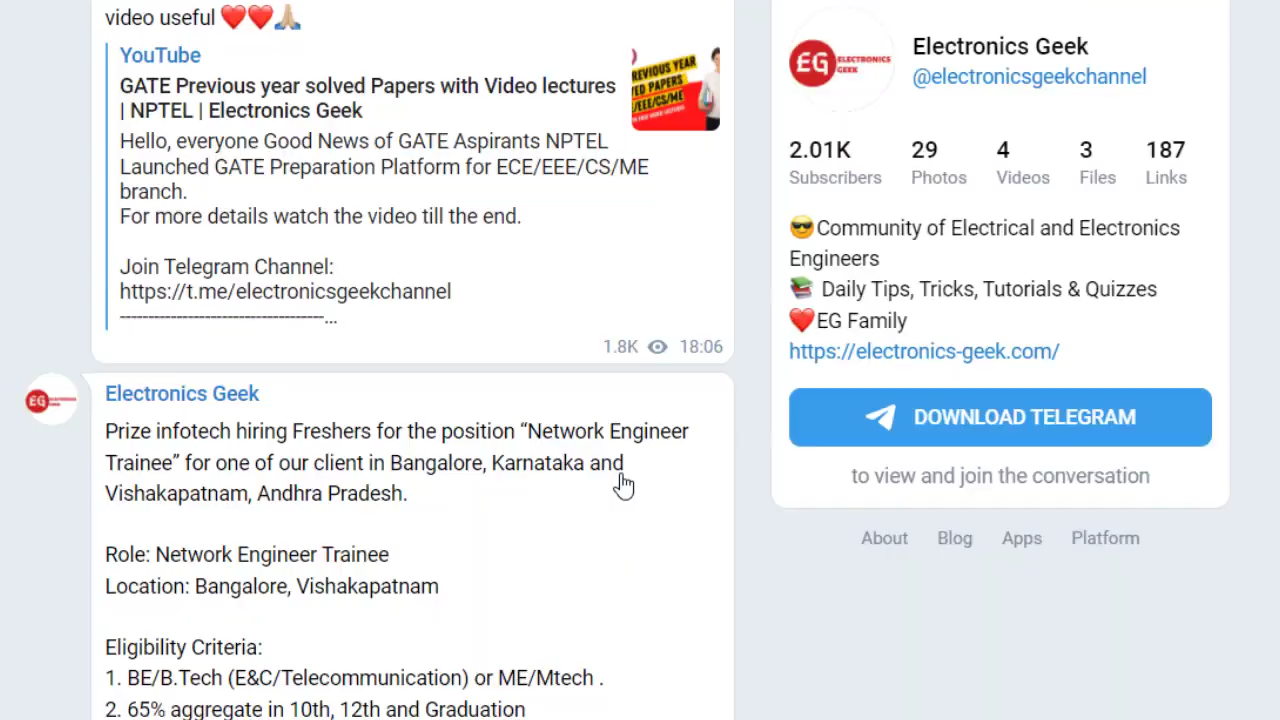 video useful ❤️❤️🙏🏼
YouTube
GATE Previous year solved Papers with Video lectures
| NPTEL | Electronics Geek
Hello, everyone Good News of GATE Aspirants NPTEL
Launched GATE Preparation Platform for ECE/EEE/CS/ME
branch.
For more details watch the video till the end.
Join Telegram Channel:
https://t.me/electronicsgeekchannel
-----------------------------------...
1.8K 18:06
EG
Electronics Geek
Prize infotech hiring Freshers for the position “Network Engineer
Trainee” for one of our client in Bangalore, Karnataka and
Vishakapatnam, Andhra Pradesh.
Role: Network Engineer Trainee
Location: Bangalore, Vishakapatnam
Eligibility Criteria:
1. BE/B.Tech (E&C/Telecommunication) or ME/Mtech .
2. 65% aggregate in 10th, 12th and Graduation
EG ELECTRONICS
GEEK
Electronics Geek
@electronicsgeekchannel
2.01K 29 4 3 187
Subscribers Photos Videos Files Links
😎Community of Electrical and Electronics
Engineers
📚 Daily Tips, Tricks, Tutorials & Quizzes
❤️EG Family
https://electronics-geek.com/
DOWNLOAD TELEGRAM
to view and join the conversation
About Blog Apps Platform